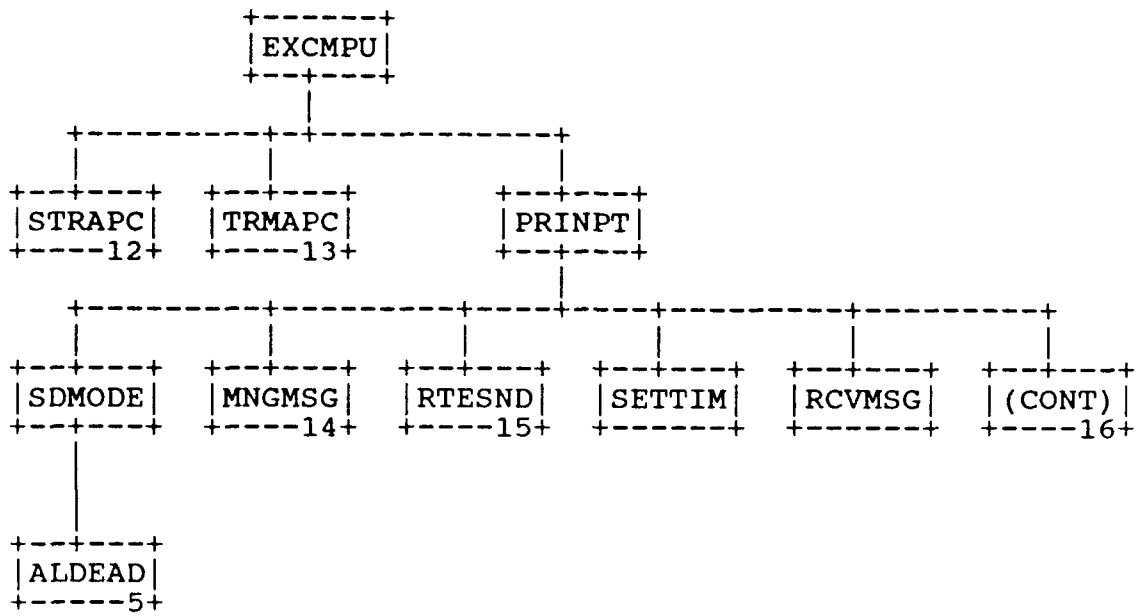 EXCMPU
STRAPC TRMAPC PRINPT
12 13
SDMODE MNGMSG RTESND SETTIM RCVMSG (CONT)
14 15 16
ALDEAD
5